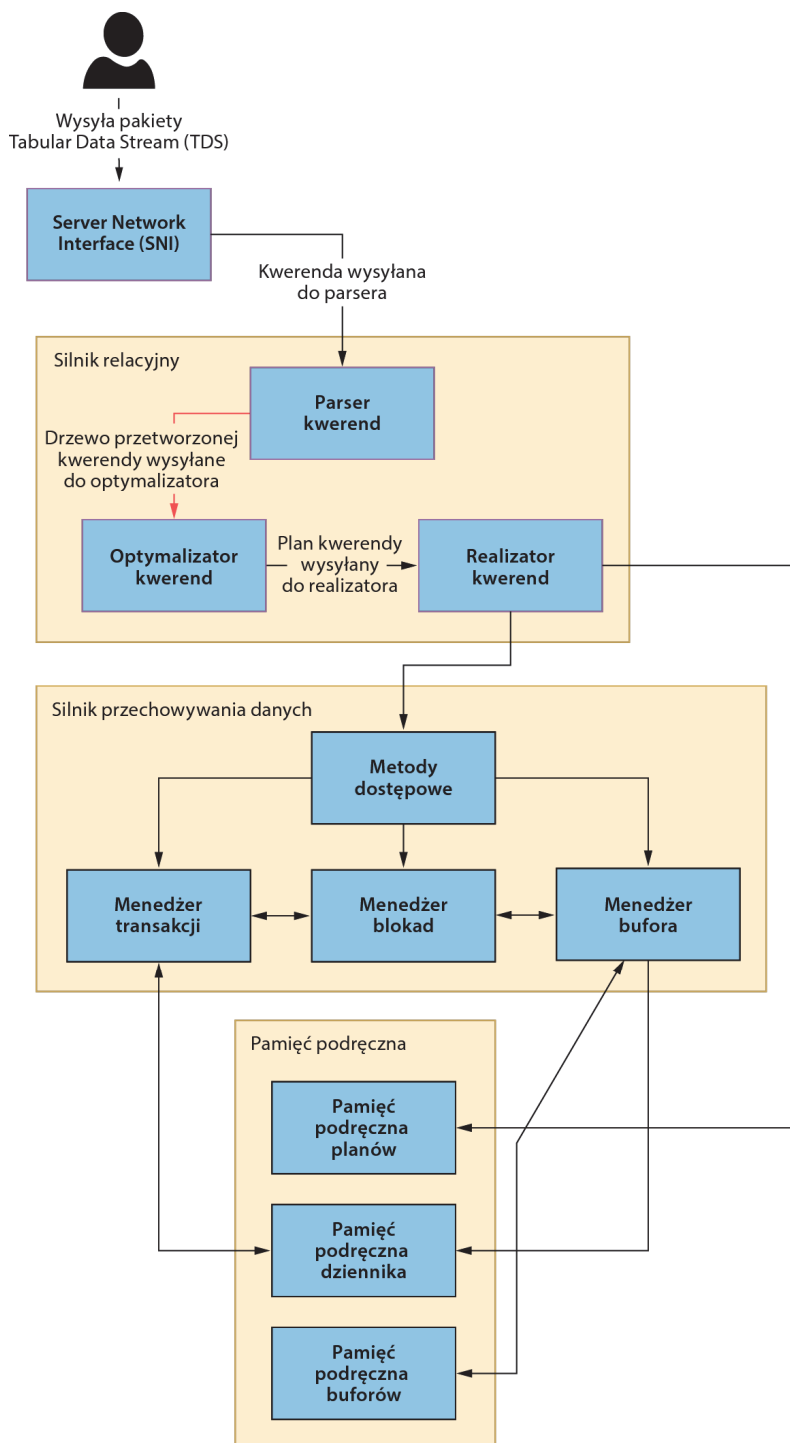 Wysyła pakiety
Tabular Data Stream (TDS)
Server Network
Interface (SNI)
Kwerenda wysyłana
do parsera
Silnik relacyjny
Parser
kwerend
Drzewo przetworzonej
kwerendy wysyłane
do optymalizatora
Optymalizator
kwerend
Plan kwerendy
wysyłany
do realizatora
Realizator
kwerend
Silnik przechowywania danych
Metody
dostępowe
Menedżer
transakcji
Menedżer
blokad
Menedżer
bufora
Pamięć podręczna
Pamięć
podręczna
planów
Pamięć
podręczna
dziennika
Pamięć
podręczna
buforów